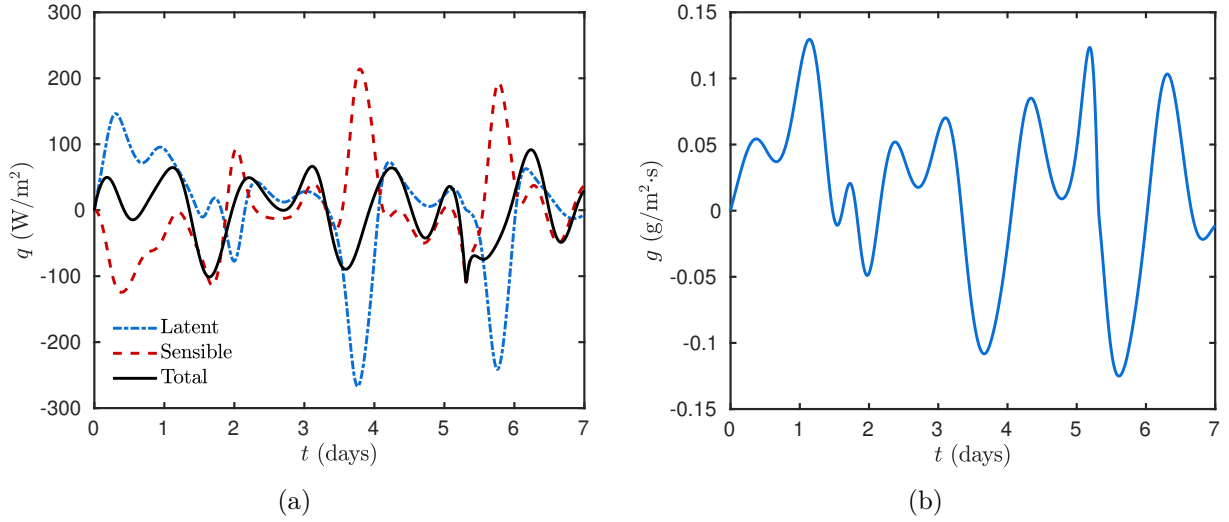 300
200
100
0
-100
-200
-300
q (W/m²)
Latent
Sensible
Total
0 1 2 3 4 5 6 7
t (days)
(a)
0.15
0.1
0.05
0
-0.05
-0.1
-0.15
g (g/m²·s)
0 1 2 3 4 5 6 7
t (days)
(b)